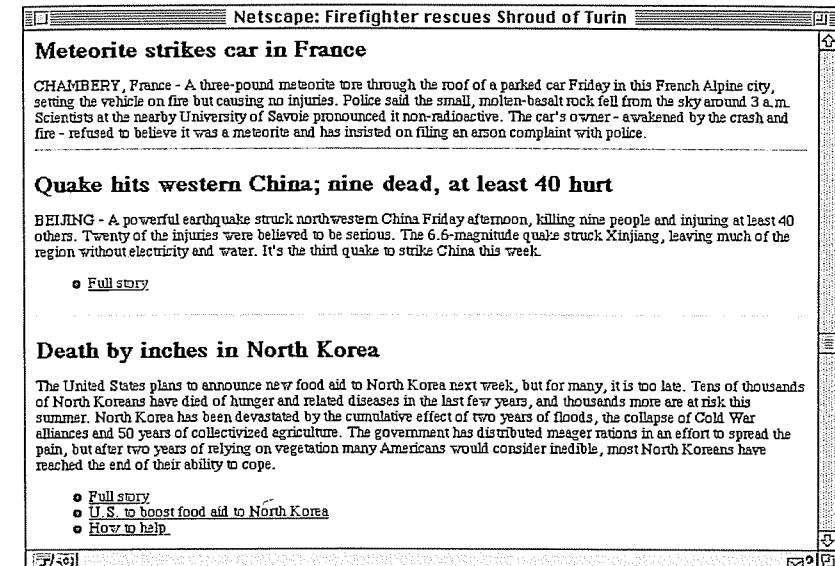 Netscape: Firefighter rescues Shroud of Turin
Meteorite strikes car in France
CHAMBERY, France - A three-pound meteorite tore through the roof of a parked car Friday in this French Alpine city,
setting the vehicle on fire but causing no injuries. Police said the small, molten-basalt rock fell from the sky around 3 a.m.
Scientists at the nearby University of Savoie pronounced it non-radioactive. The car's owner - awakened by the crash and
fire - refused to believe it was a meteorite and has insisted on filing an arson complaint with police.
Quake hits western China; nine dead, at least 40 hurt
BEIJING - A powerful earthquake struck northwestern China Friday afternoon, killing nine people and injuring at least 40
others. Twenty of the injuries were believed to be serious. The 6.6-magnitude quake struck Xinjiang, leaving much of the
region without electricity and water. It's the third quake to strike China this week.
Full story
Death by inches in North Korea
The United States plans to announce new food aid to North Korea next week, but for many, it is too late. Tens of thousands
of North Koreans have died of hunger and related diseases in the last few years, and thousands more are at risk this
summer. North Korea has been devastated by the cumulative effect of two years of floods, the collapse of Cold War
alliances and 50 years of collectivized agriculture. The government has distributed meager rations in an effort to spread the
pain, but after two years of relying on vegetation many Americans would consider inedible, most North Koreans have
reached the end of their ability to cope.
Full story
U.S. to boost food aid to North Korea
How to help